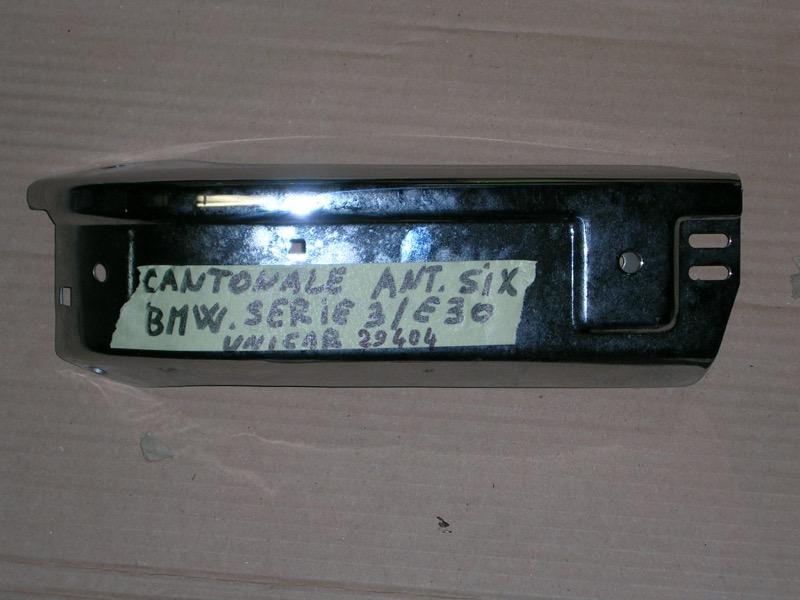 CANTONALE ANT. SiX
BMW. SERIE 3/E30
UNICAR 29404